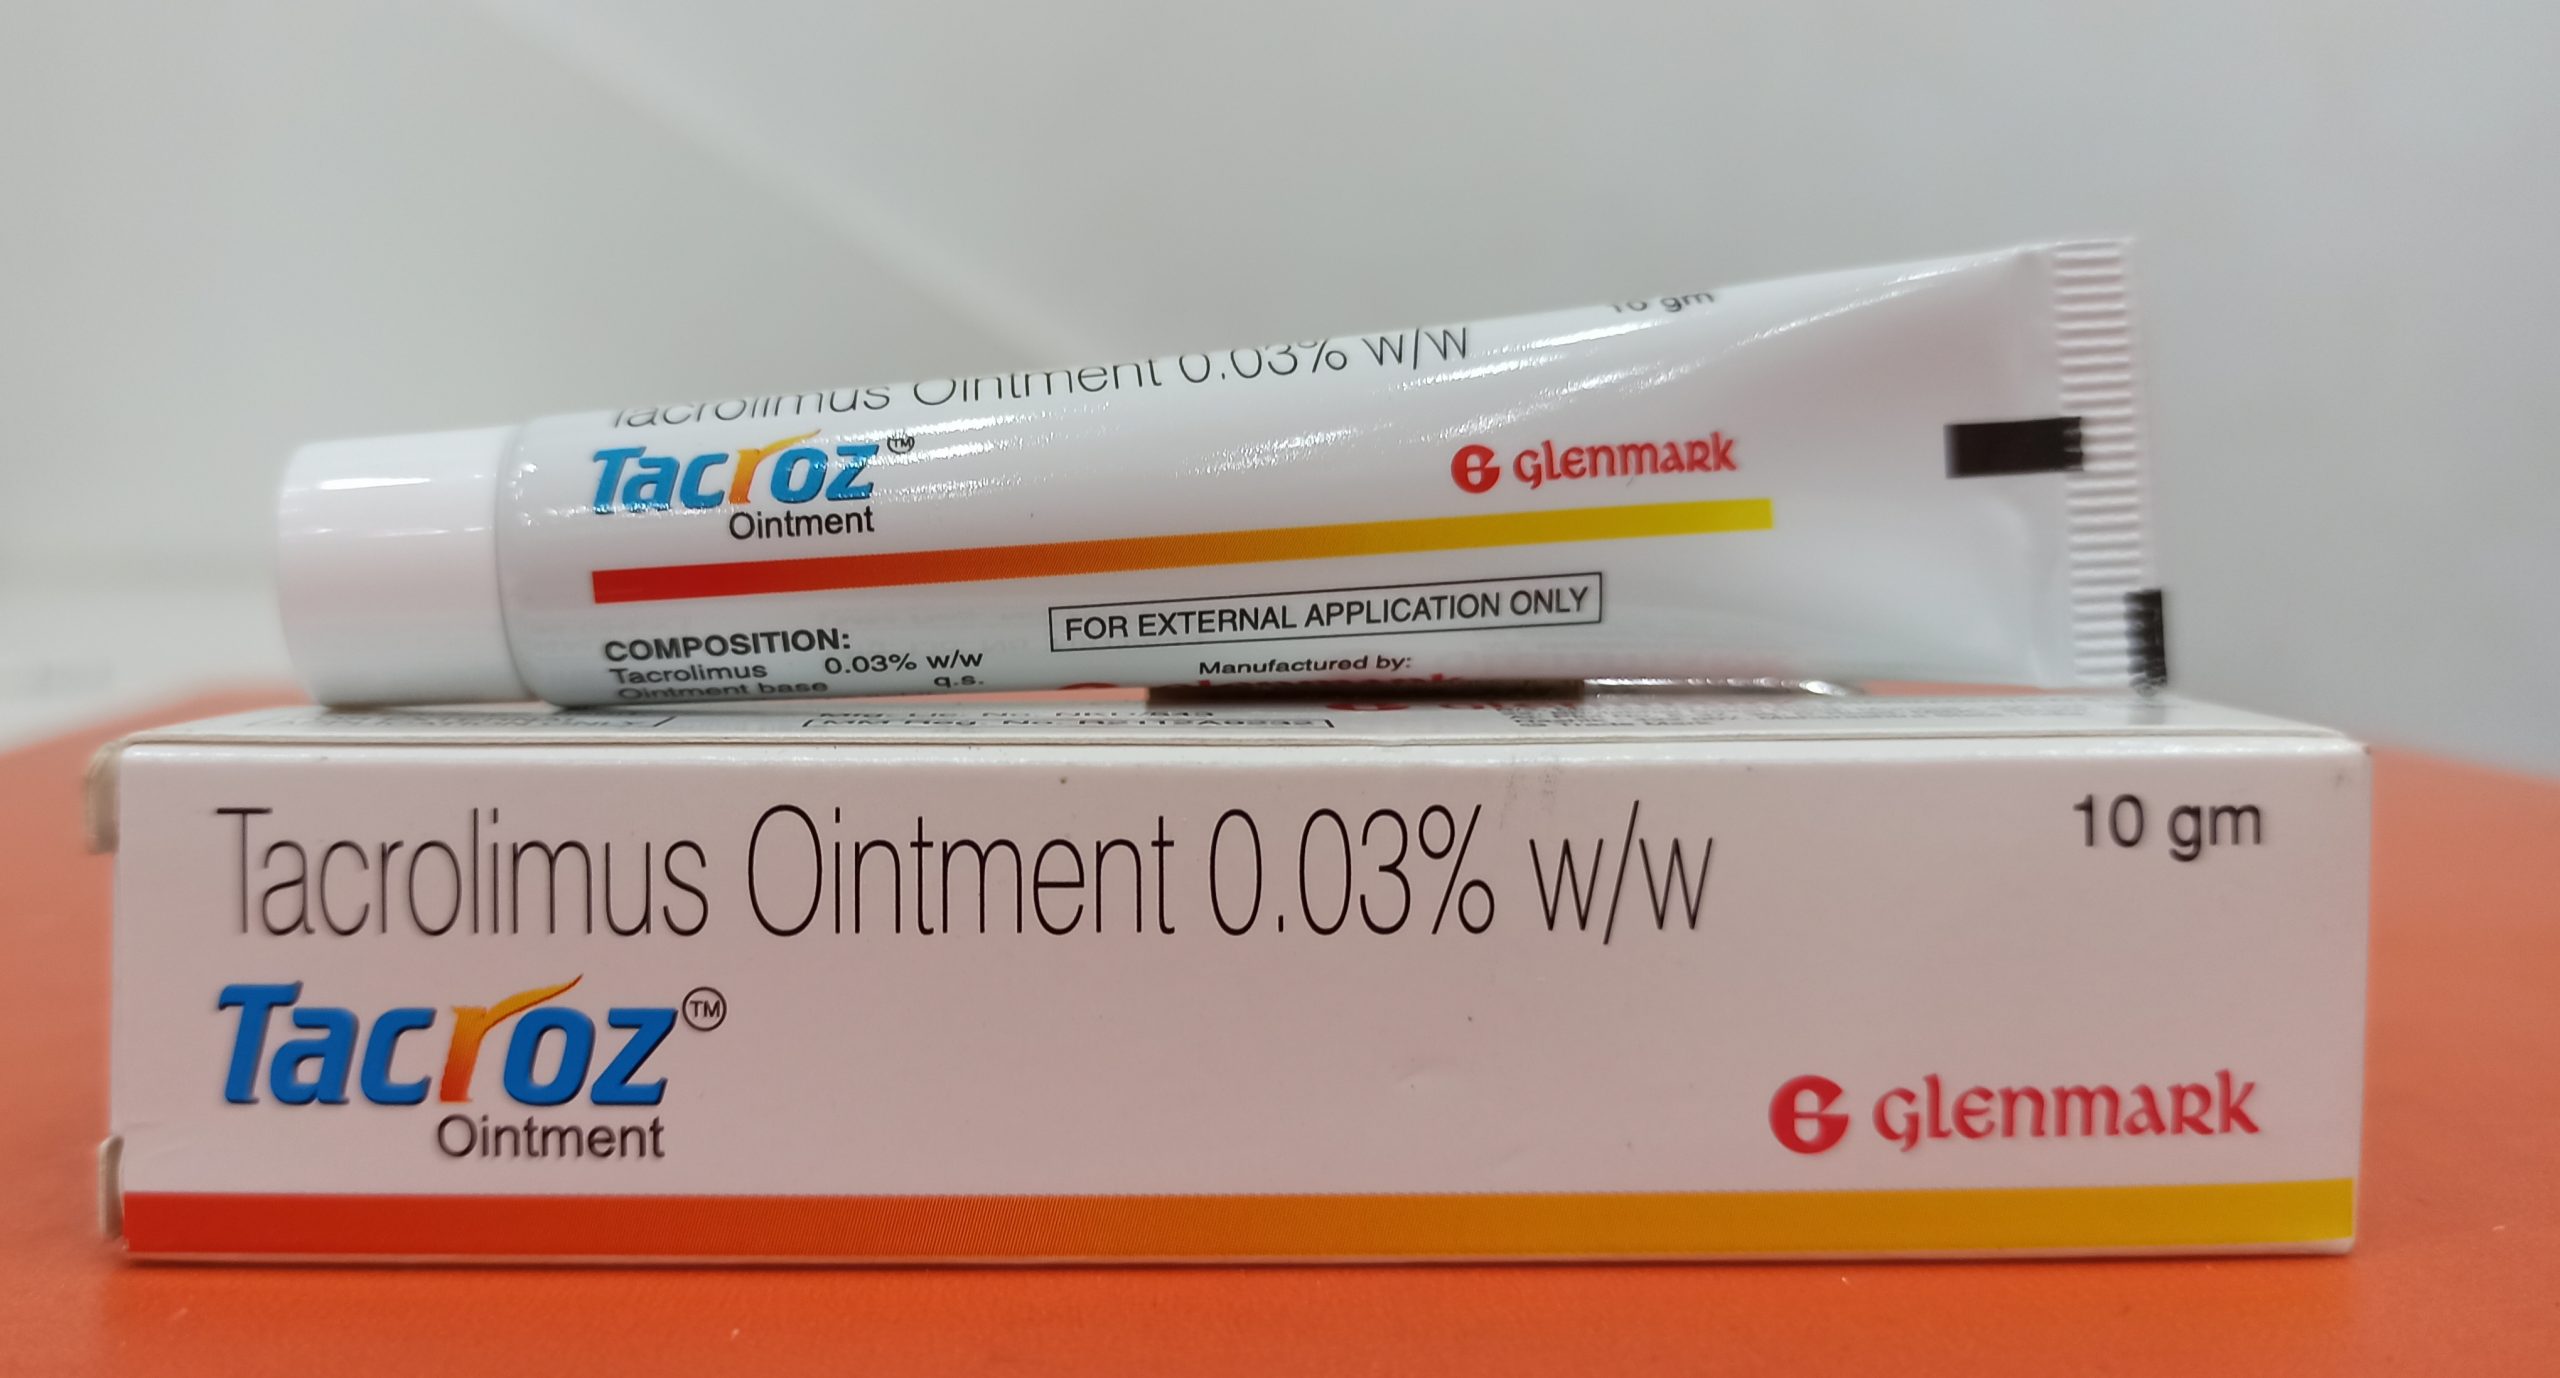 10 gm
Tacrolimus Ointment 0.03% w/w
Tacroz™
Ointment
glenmark
FOR EXTERNAL APPLICATION ONLY
COMPOSITION:
Tacrolimus 0.03% w/w
Ointment base q.s.
Manufactured by:
Tacrolimus Ointment 0.03% w/w
10 gm
Tacroz™
Ointment
glenmark